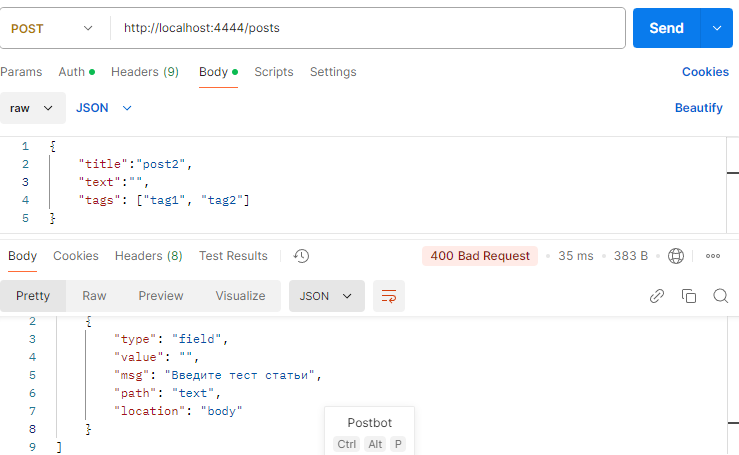 POST http://localhost:4444/posts Send
Params Auth Headers (9) Body Scripts Settings Cookies
raw JSON Beautify
1 {
2 "title":"post2",
3 "text":"",
4 "tags": ["tag1", "tag2"]
5 }
Body Cookies Headers (8) Test Results 400 Bad Request 35 ms 383 B
Pretty Raw Preview Visualize JSON
2 {
3 "type": "field",
4 "value": "",
5 "msg": "Введите тест статьи",
6 "path": "text",
7 "location": "body"
8 }
9 ]
Postbot
Ctrl Alt P